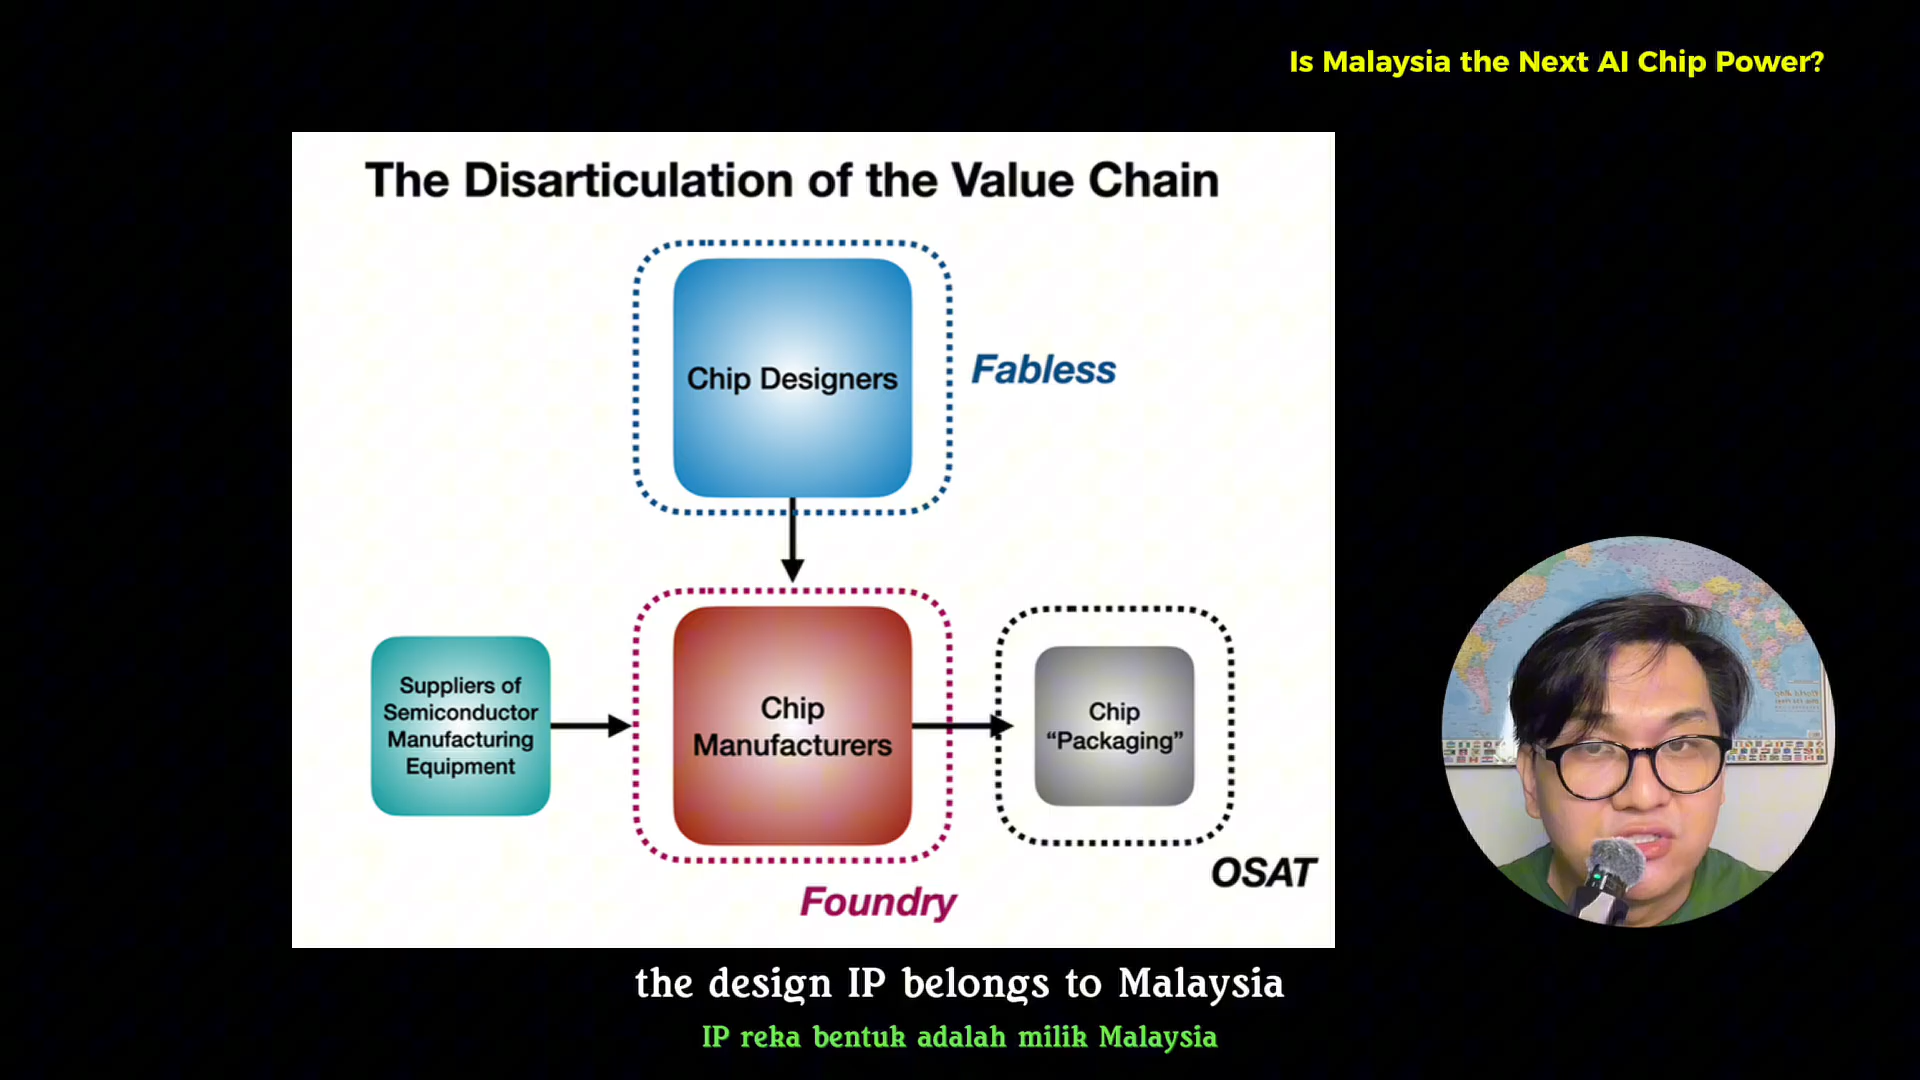 Is Malaysia the Next AI Chip Power?
The Disarticulation of the Value Chain
Chip Designers
Fabless
Suppliers of
Semiconductor
Manufacturing
Equipment
Chip
Manufacturers
Chip
“Packaging”
OSAT
Foundry
the design IP belongs to Malaysia
IP reka bentuk adalah milik Malaysia